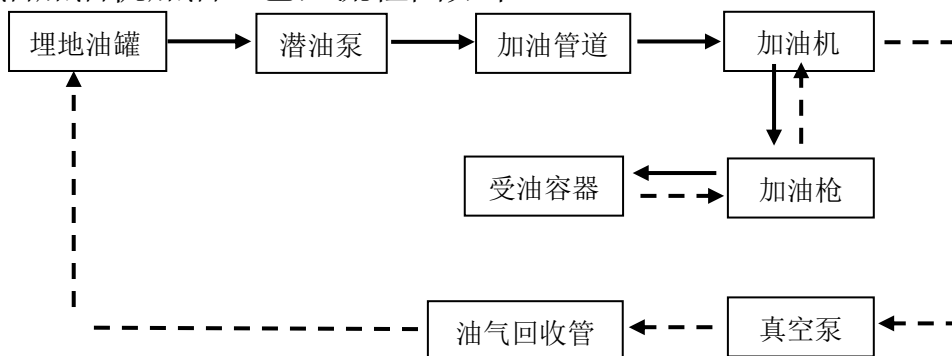 埋地油罐
潜油泵
加油管道
加油机
受油容器
加油枪
油气回收管
真空泵